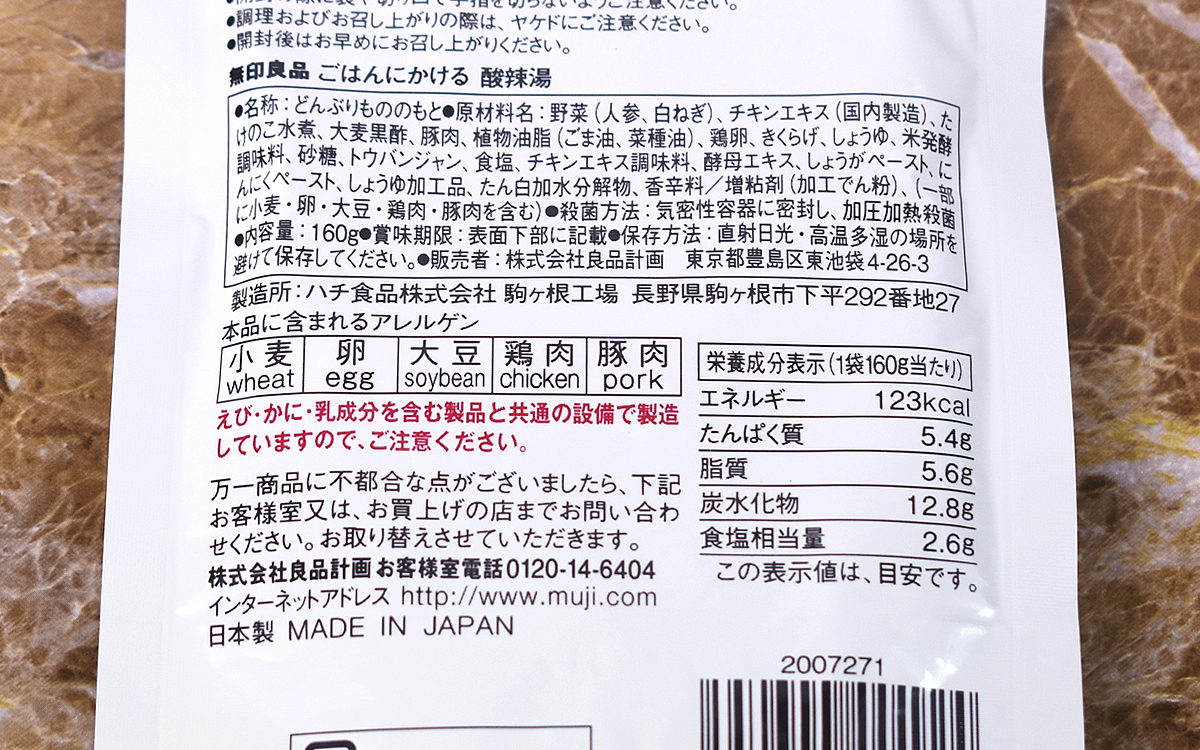 ●開封の際に袋や切り口で手指を切らないようご注意ください。
●調理およびお召し上がりの際は、ヤケドにご注意ください。
●開封後はお早めにお召し上がりください。
無印良品 ごはんにかける 酸辣湯
●名称：どんぶりもののもと●原材料名：野菜（人参、白ねぎ）、チキンエキス（国内製造）、た
けのこ水煮、大麦黒酢、豚肉、植物油脂（ごま油、菜種油）、鶏卵、きくらげ、しょうゆ、米発酵
調味料、砂糖、トウバンジャン、食塩、チキンエキス調味料、酵母エキス、しょうがペースト、に
んにくペースト、しょうゆ加工品、たん白加水分解物、香辛料／増粘剤（加工でん粉）、（一部
に小麦・卵・大豆・鶏肉・豚肉を含む）●殺菌方法：気密性容器に密封し、加圧加熱殺菌
●内容量：160g●賞味期限：表面下部に記載●保存方法：直射日光・高温多湿の場所を
避けて保存してください。●販売者：株式会社良品計画　東京都豊島区東池袋4-26-3
製造所：ハチ食品株式会社 駒ヶ根工場 長野県駒ヶ根市下平292番地27
本品に含まれるアレルゲン
小麦 卵 大豆 鶏肉 豚肉
wheat egg soybean chicken pork
えび・かに・乳成分を含む製品と共通の設備で製造
していますので、ご注意ください。
万一商品に不都合な点がございましたら、下記
お客様室又は、お買上げの店までお問い合わ
せください。お取り替えさせていただきます。
株式会社良品計画 お客様室電話0120-14-6404
インターネットアドレス http://www.muji.com
日本製 MADE IN JAPAN
栄養成分表示（1袋160g当たり）
エネルギー 123kcal
たんぱく質 5.4g
脂質 5.6g
炭水化物 12.8g
食塩相当量 2.6g
この表示値は、目安です。
2007271